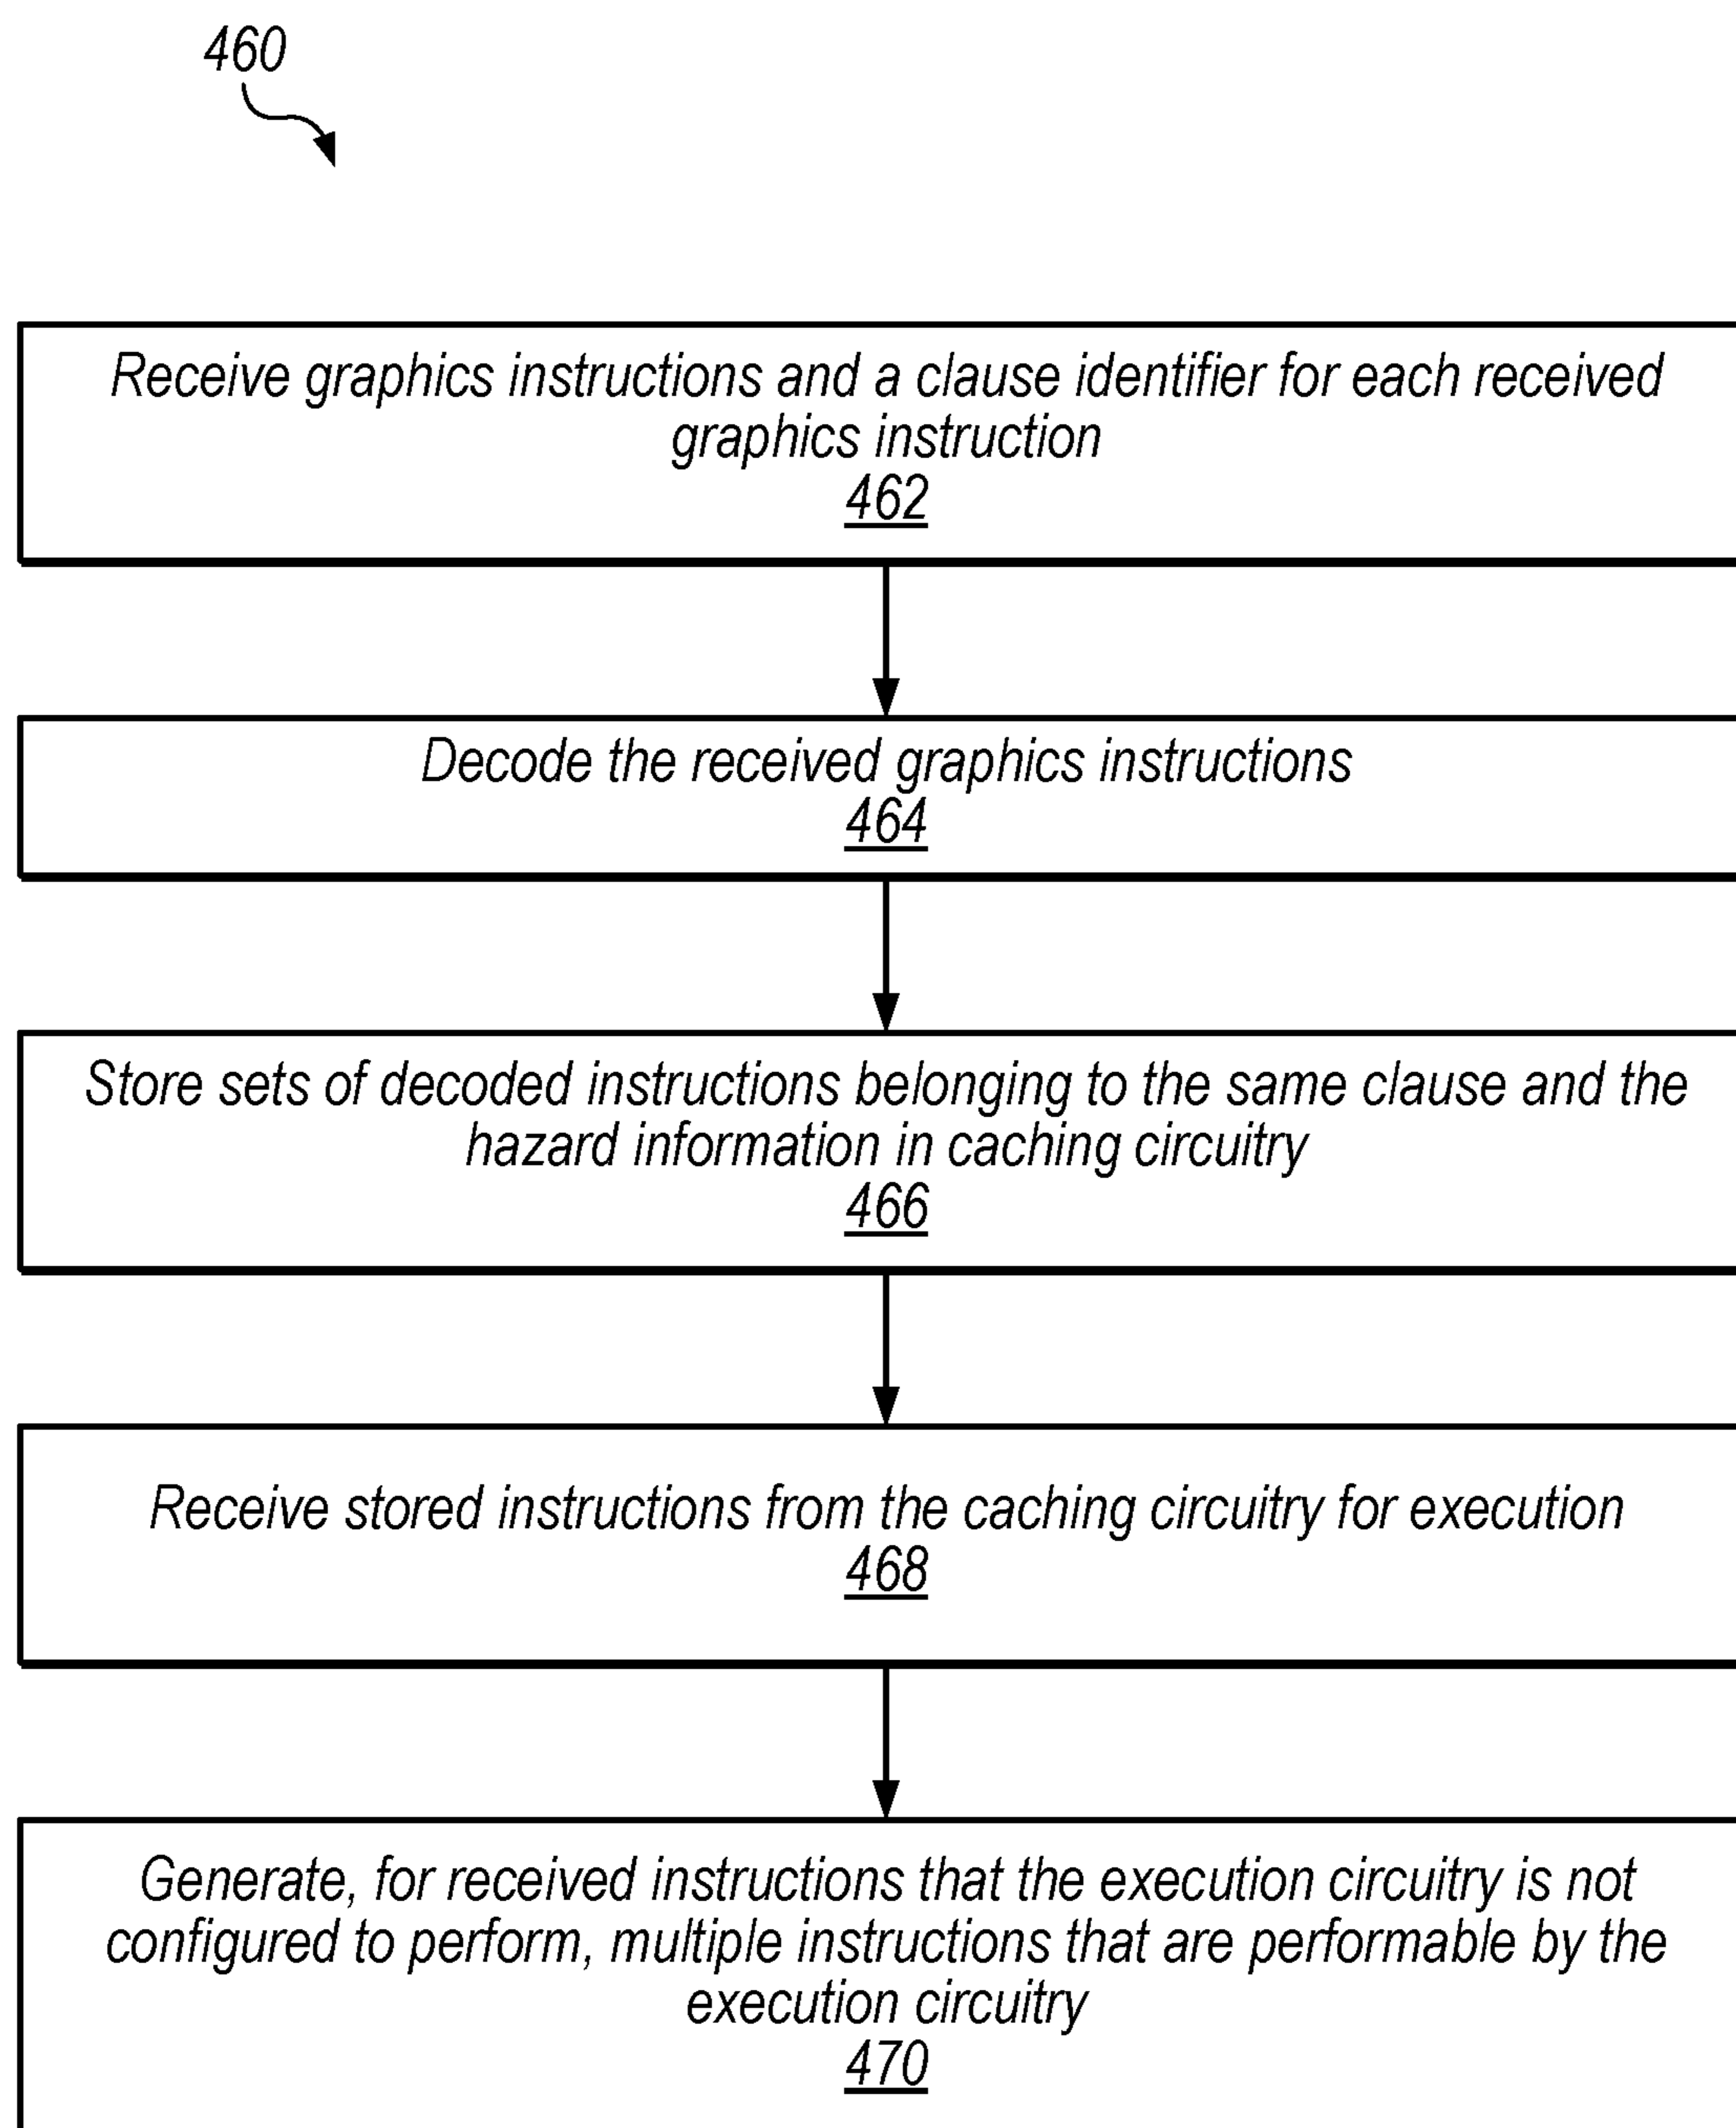 460
Receive graphics instructions and a clause identifier for each received
graphics instruction
462
Decode the received graphics instructions
464
Store sets of decoded instructions belonging to the same clause and the
hazard information in caching circuitry
466
Receive stored instructions from the caching circuitry for execution
468
Generate, for received instructions that the execution circuitry is not
configured to perform, multiple instructions that are performable by the
execution circuitry
470